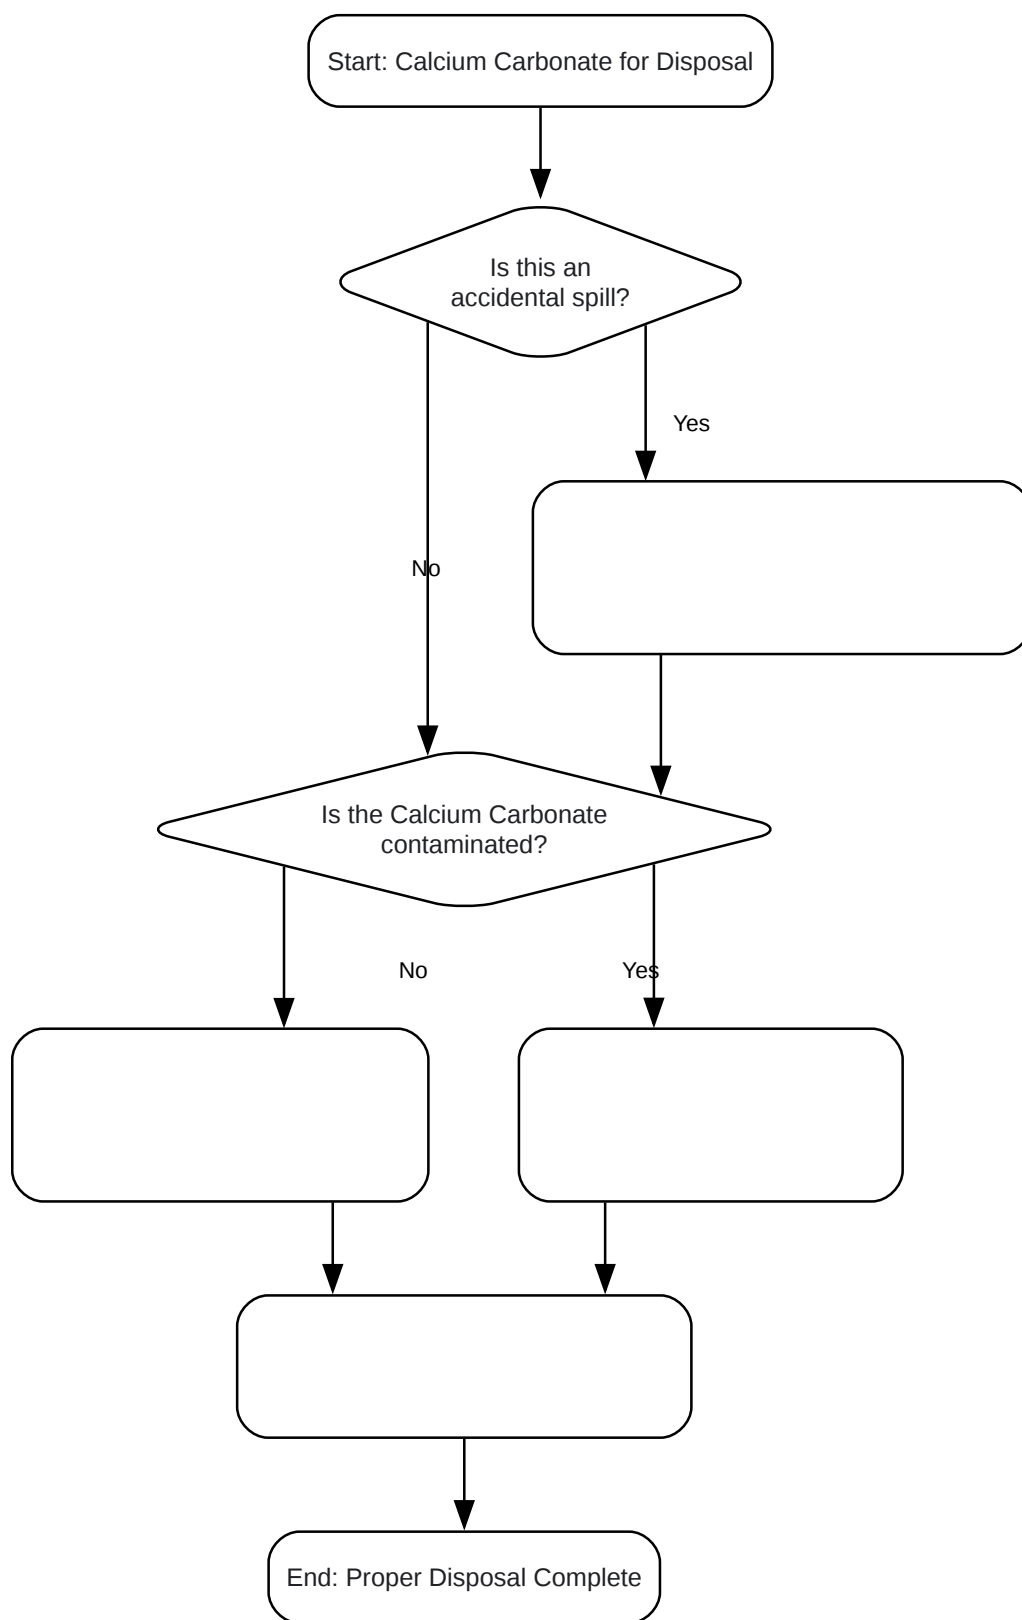 Start: Calcium Carbonate for Disposal
Is this an
accidental spill?
Yes
No
Is the Calcium Carbonate
contaminated?
No
Yes
End: Proper Disposal Complete